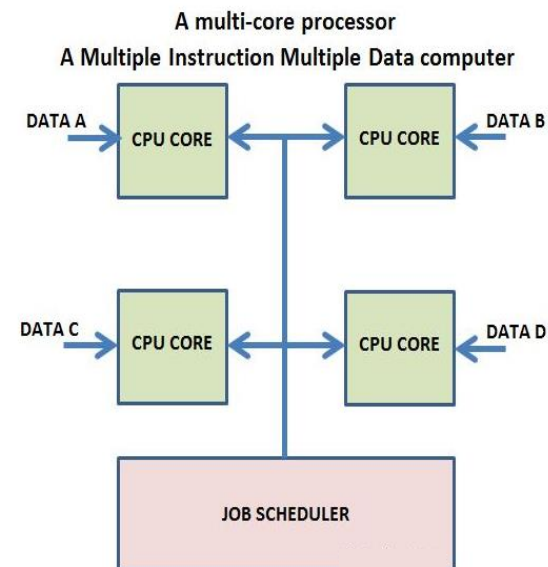 A multi-core processor
A Multiple Instruction Multiple Data computer
DATA A
CPU CORE
CPU CORE
DATA B
DATA C
CPU CORE
CPU CORE
DATA D
JOB SCHEDULER